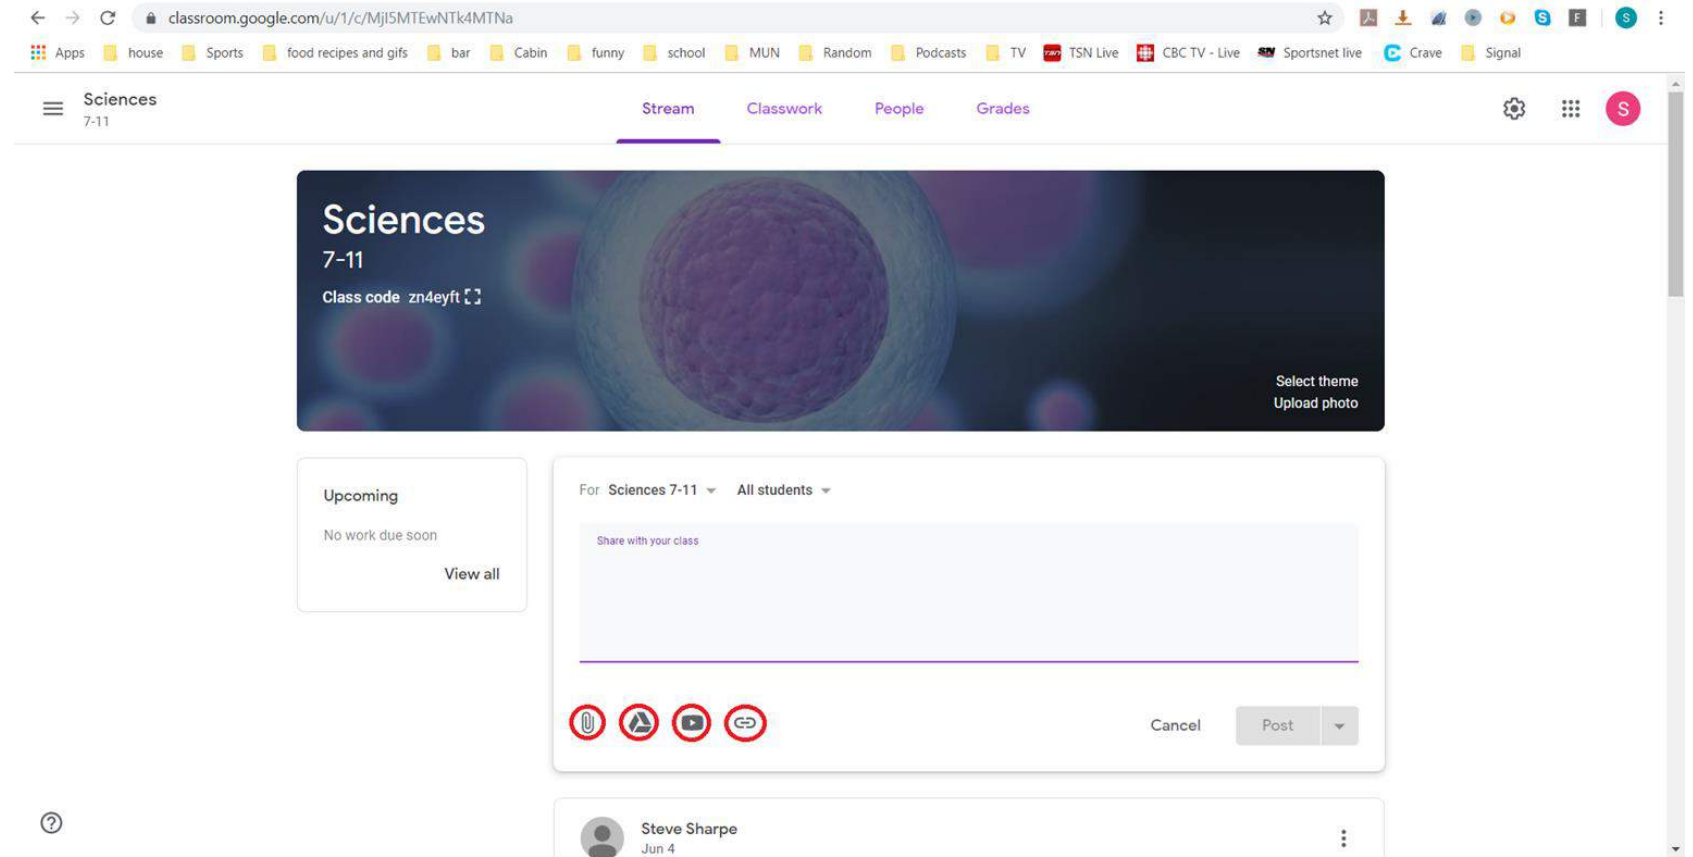 classroom.google.com/u/1/c/MjI5MTEwNTk4MTNa
Apps house Sports food recipes and gifs bar Cabin funny school MUN Random Podcasts TV TSN TSN Live CBC TV - Live SN Sportsnet live C Crave Signal
S F S
Sciences
7-11
Stream Classwork People Grades
S
Sciences
7-11
Class code zn4eyft
Select theme
Upload photo
Upcoming
No work due soon
View all
For Sciences 7-11 All students
Share with your class
Cancel Post
Steve Sharpe
Jun 4